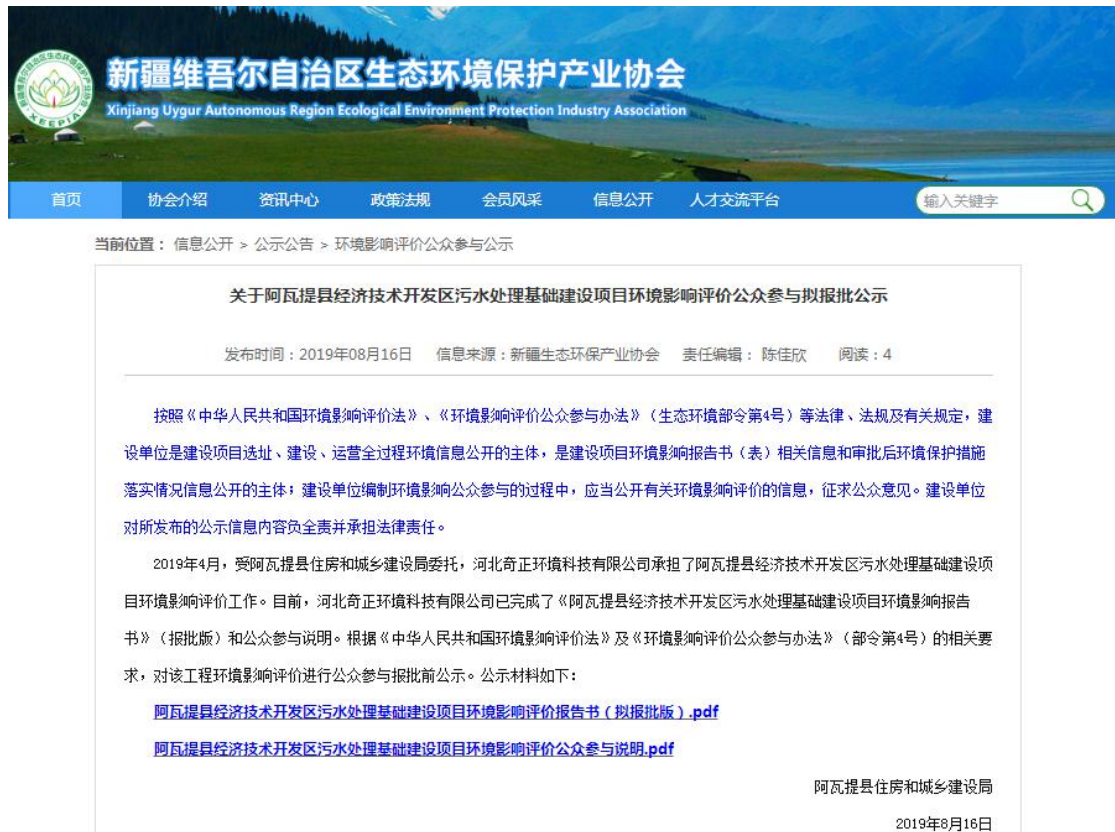 新疆维吾尔自治区生态环境保护产业协会
Xinjiang Uygur Autonomous Region Ecological Environment Protection Industry Association
XEEPIA
首页 协会介绍 资讯中心 政策法规 会员风采 信息公开 人才交流平台 输入关键字
当前位置： 信息公开 > 公示公告 > 环境影响评价公众参与公示
关于阿瓦提县经济技术开发区污水处理基础建设项目环境影响评价公众参与拟报批公示
发布时间：2019年08月16日 信息来源：新疆生态环保产业协会 责任编辑： 陈佳欣 阅读：4
按照《中华人民共和国环境影响评价法》、《环境影响评价公众参与办法》（生态环境部令第4号）等法律、法规及有关规定，建
设单位是建设项目选址、建设、运营全过程环境信息公开的主体，是建设项目环境影响报告书（表）相关信息和审批后环境保护措施
落实情况信息公开的主体；建设单位编制环境影响公众参与的过程中，应当公开有关环境影响评价的信息，征求公众意见。建设单位
对所发布的公示信息内容负全责并承担法律责任。
2019年4月，受阿瓦提县住房和城乡建设局委托，河北奇正环境科技有限公司承担了阿瓦提县经济技术开发区污水处理基础建设项
目环境影响评价工作。目前，河北奇正环境科技有限公司已完成了《阿瓦提县经济技术开发区污水处理基础建设项目环境影响报告
书》（报批版）和公众参与说明。根据《中华人民共和国环境影响评价法》及《环境影响评价公众参与办法》（部令第4号）的相关要
求，对该工程环境影响评价进行公众参与报批前公示。公示材料如下：
阿瓦提县经济技术开发区污水处理基础建设项目环境影响评价报告书（拟报批版）.pdf
阿瓦提县经济技术开发区污水处理基础建设项目环境影响评价公众参与说明.pdf
阿瓦提县住房和城乡建设局
2019年8月16日